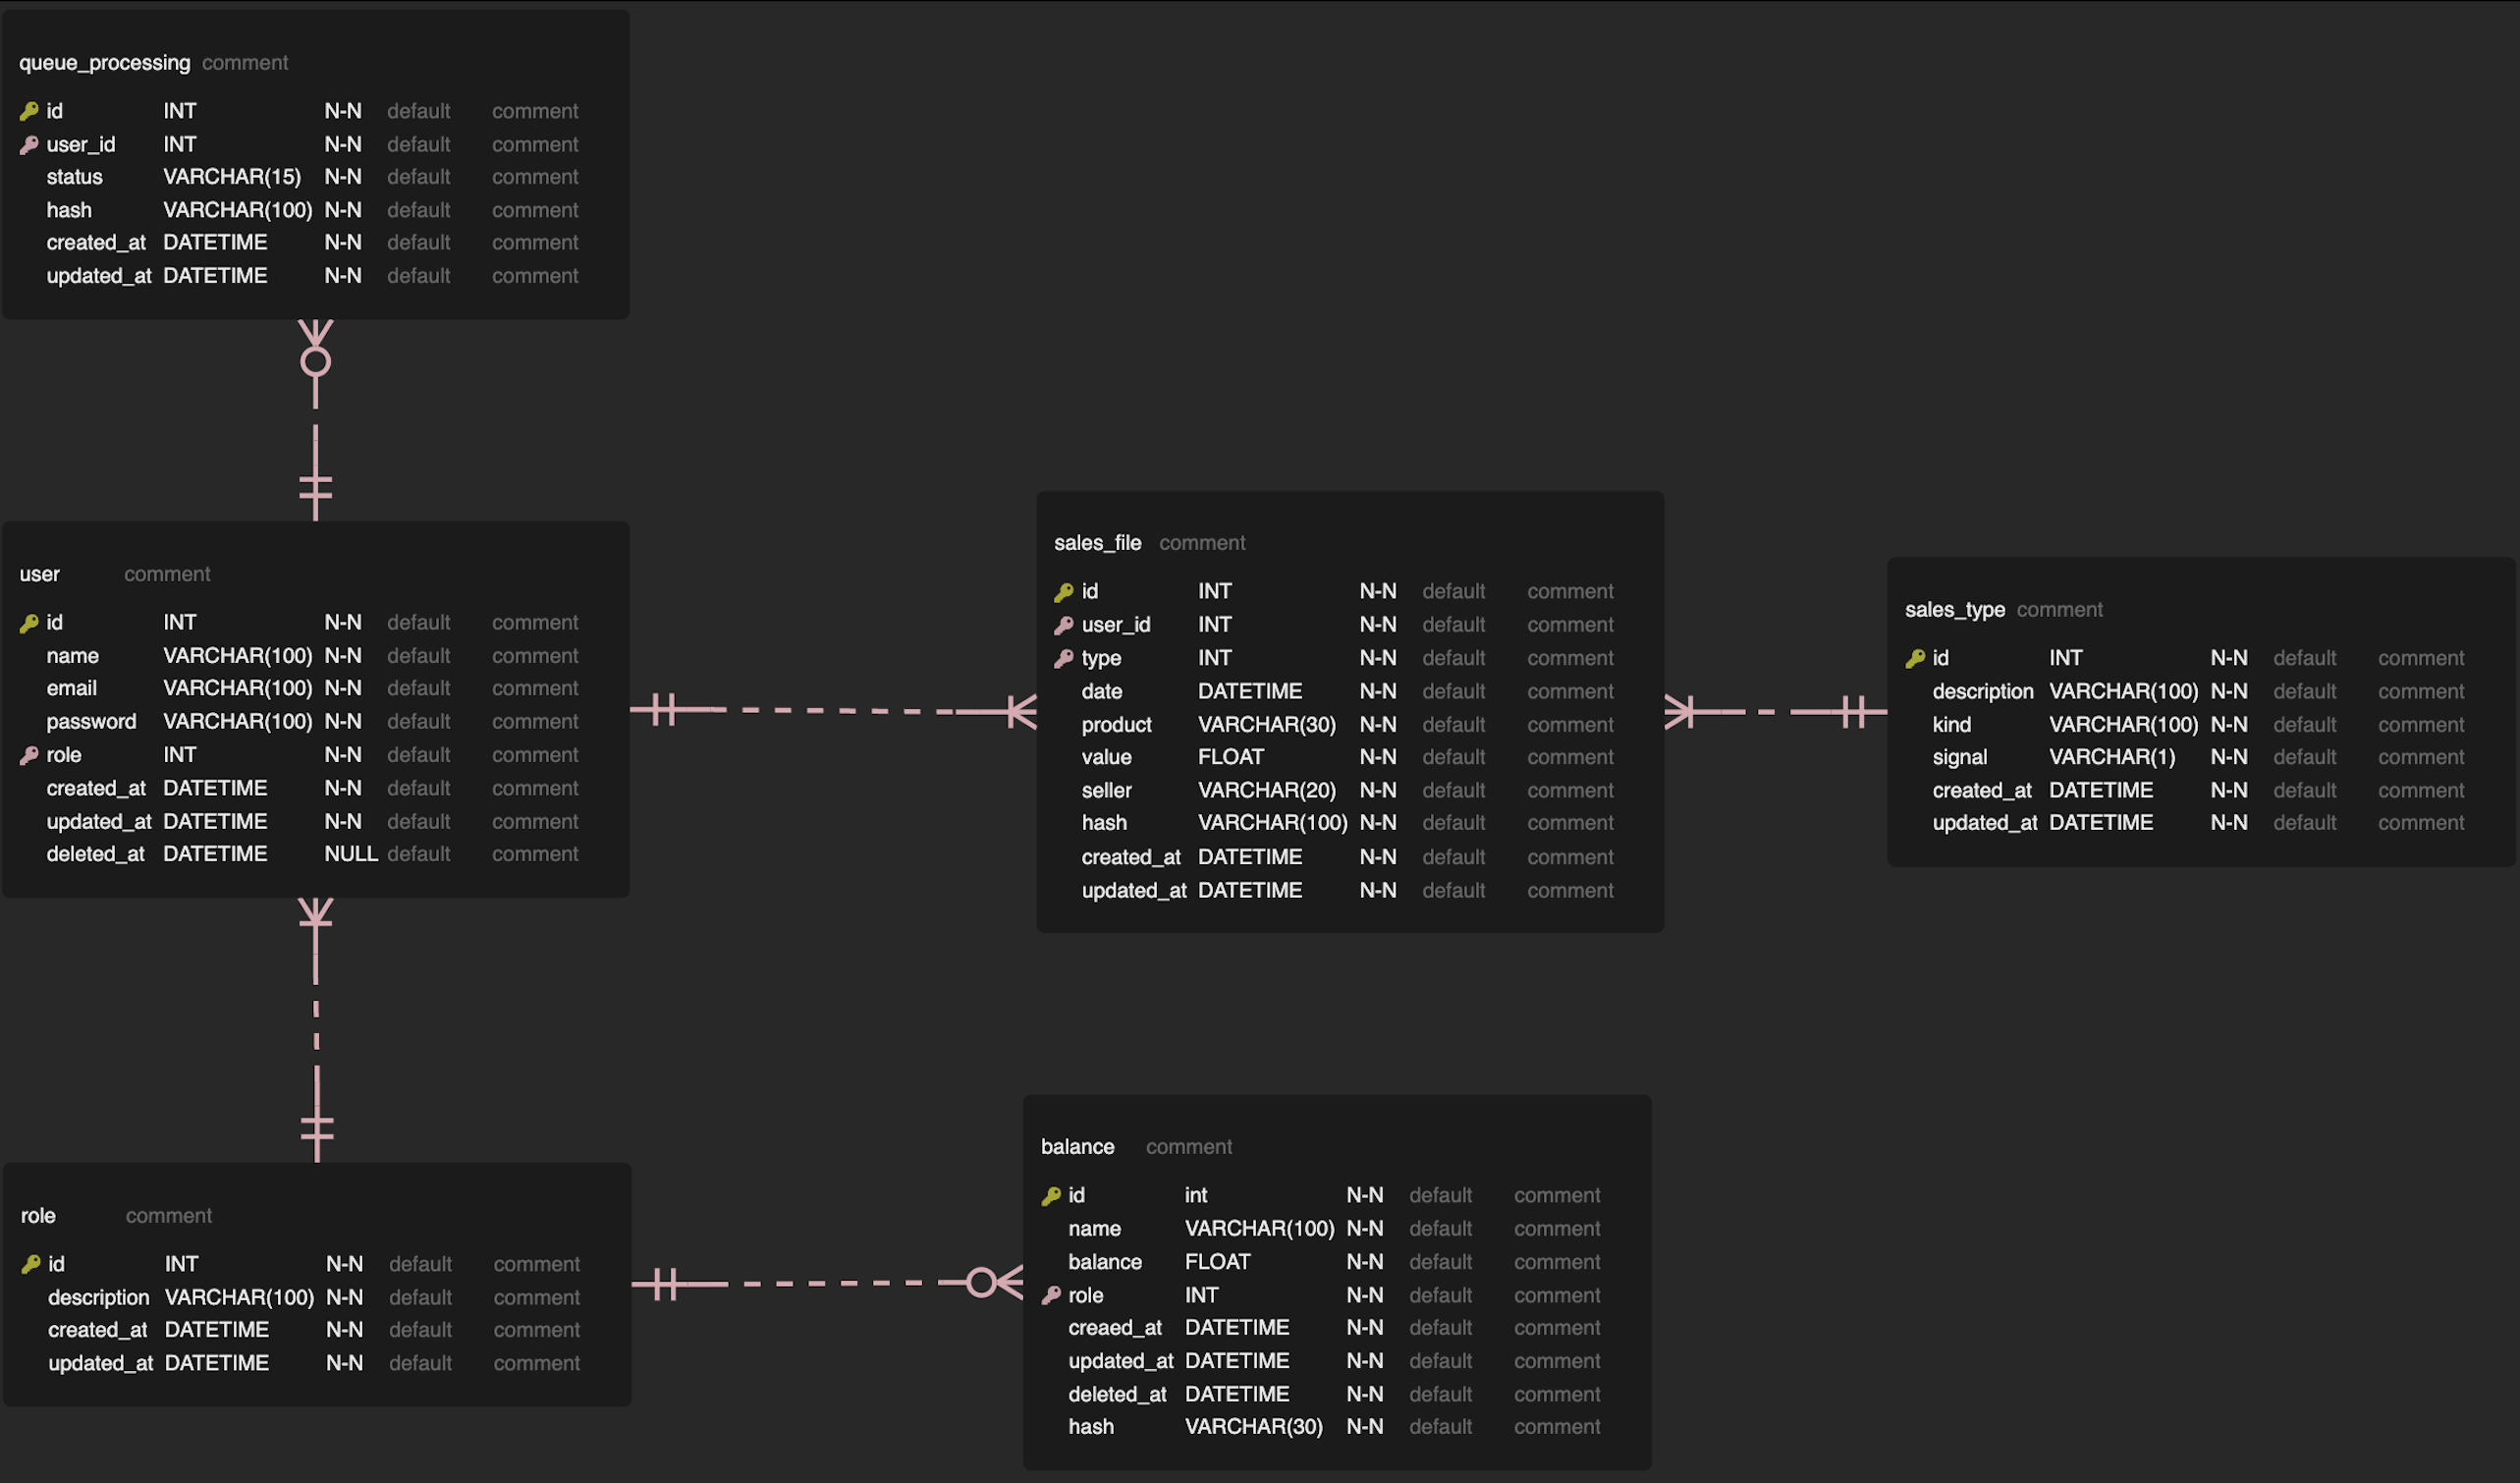 queue_processing comment
id INT N-N default comment
user_id INT N-N default comment
status VARCHAR(15) N-N default comment
hash VARCHAR(100) N-N default comment
created_at DATETIME N-N default comment
updated_at DATETIME N-N default comment
user comment
id INT N-N default comment
name VARCHAR(100) N-N default comment
email VARCHAR(100) N-N default comment
password VARCHAR(100) N-N default comment
role INT N-N default comment
created_at DATETIME N-N default comment
updated_at DATETIME N-N default comment
deleted_at DATETIME NULL default comment
sales_file comment
id INT N-N default comment
user_id INT N-N default comment
type INT N-N default comment
date DATETIME N-N default comment
product VARCHAR(30) N-N default comment
value FLOAT N-N default comment
seller VARCHAR(20) N-N default comment
hash VARCHAR(100) N-N default comment
created_at DATETIME N-N default comment
updated_at DATETIME N-N default comment
sales_type comment
id INT N-N default comment
description VARCHAR(100) N-N default comment
kind VARCHAR(100) N-N default comment
signal VARCHAR(1) N-N default comment
created_at DATETIME N-N default comment
updated_at DATETIME N-N default comment
role comment
id INT N-N default comment
description VARCHAR(100) N-N default comment
created_at DATETIME N-N default comment
updated_at DATETIME N-N default comment
balance comment
id int N-N default comment
name VARCHAR(100) N-N default comment
balance FLOAT N-N default comment
role INT N-N default comment
creaed_at DATETIME N-N default comment
updated_at DATETIME N-N default comment
deleted_at DATETIME N-N default comment
hash VARCHAR(30) N-N default comment